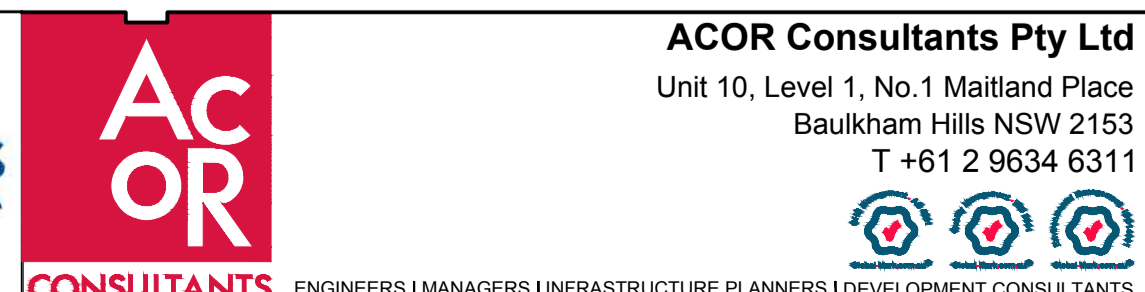 AC
OR
CONSULTANTS
ACOR Consultants Pty Ltd
Unit 10, Level 1, No.1 Maitland Place
Baulkham Hills NSW 2153
T +61 2 9634 6311
ENGINEERS I MANAGERS I INFRASTRUCTURE PLANNERS I DEVELOPMENT CONSULTANTS